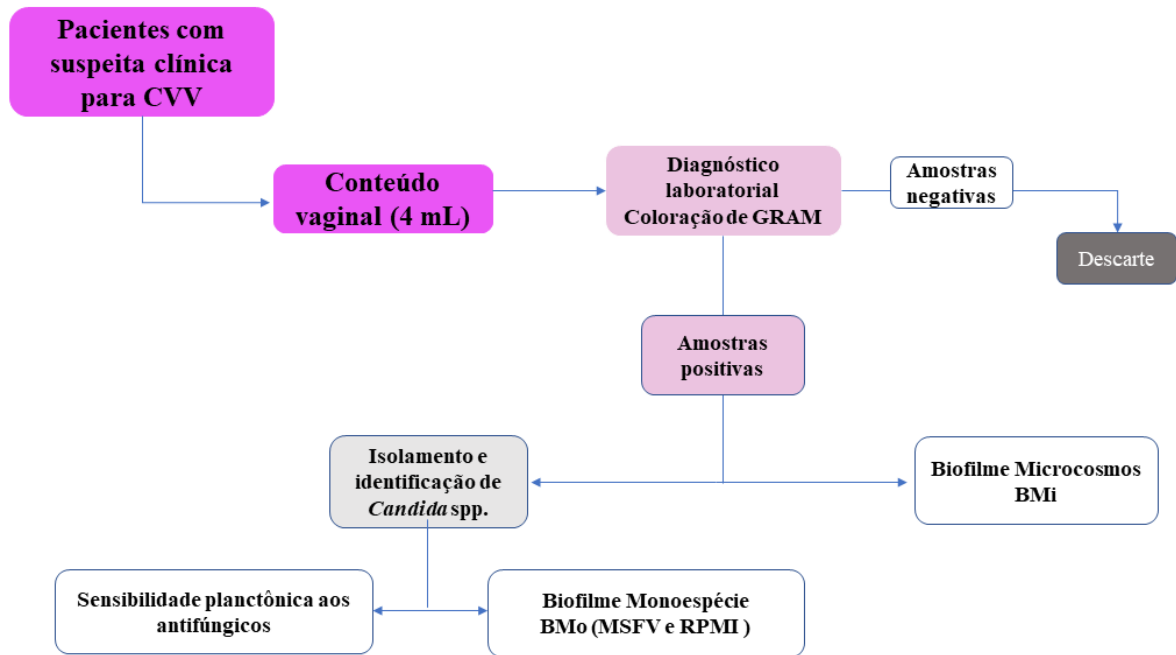 Pacientes com
suspeita clínica
para CVV
Conteúdo
vaginal (4 mL)
Diagnóstico
laboratorial
Coloração de GRAM
Amostras
negativas
Descarte
Amostras
positivas
Isolamento e
identificação de
Candida spp.
Biofilme Microcosmos
BMi
Sensibilidade planctônica aos
antifúngicos
Biofilme Monoespécie
BMo (MSFV e RPMI )